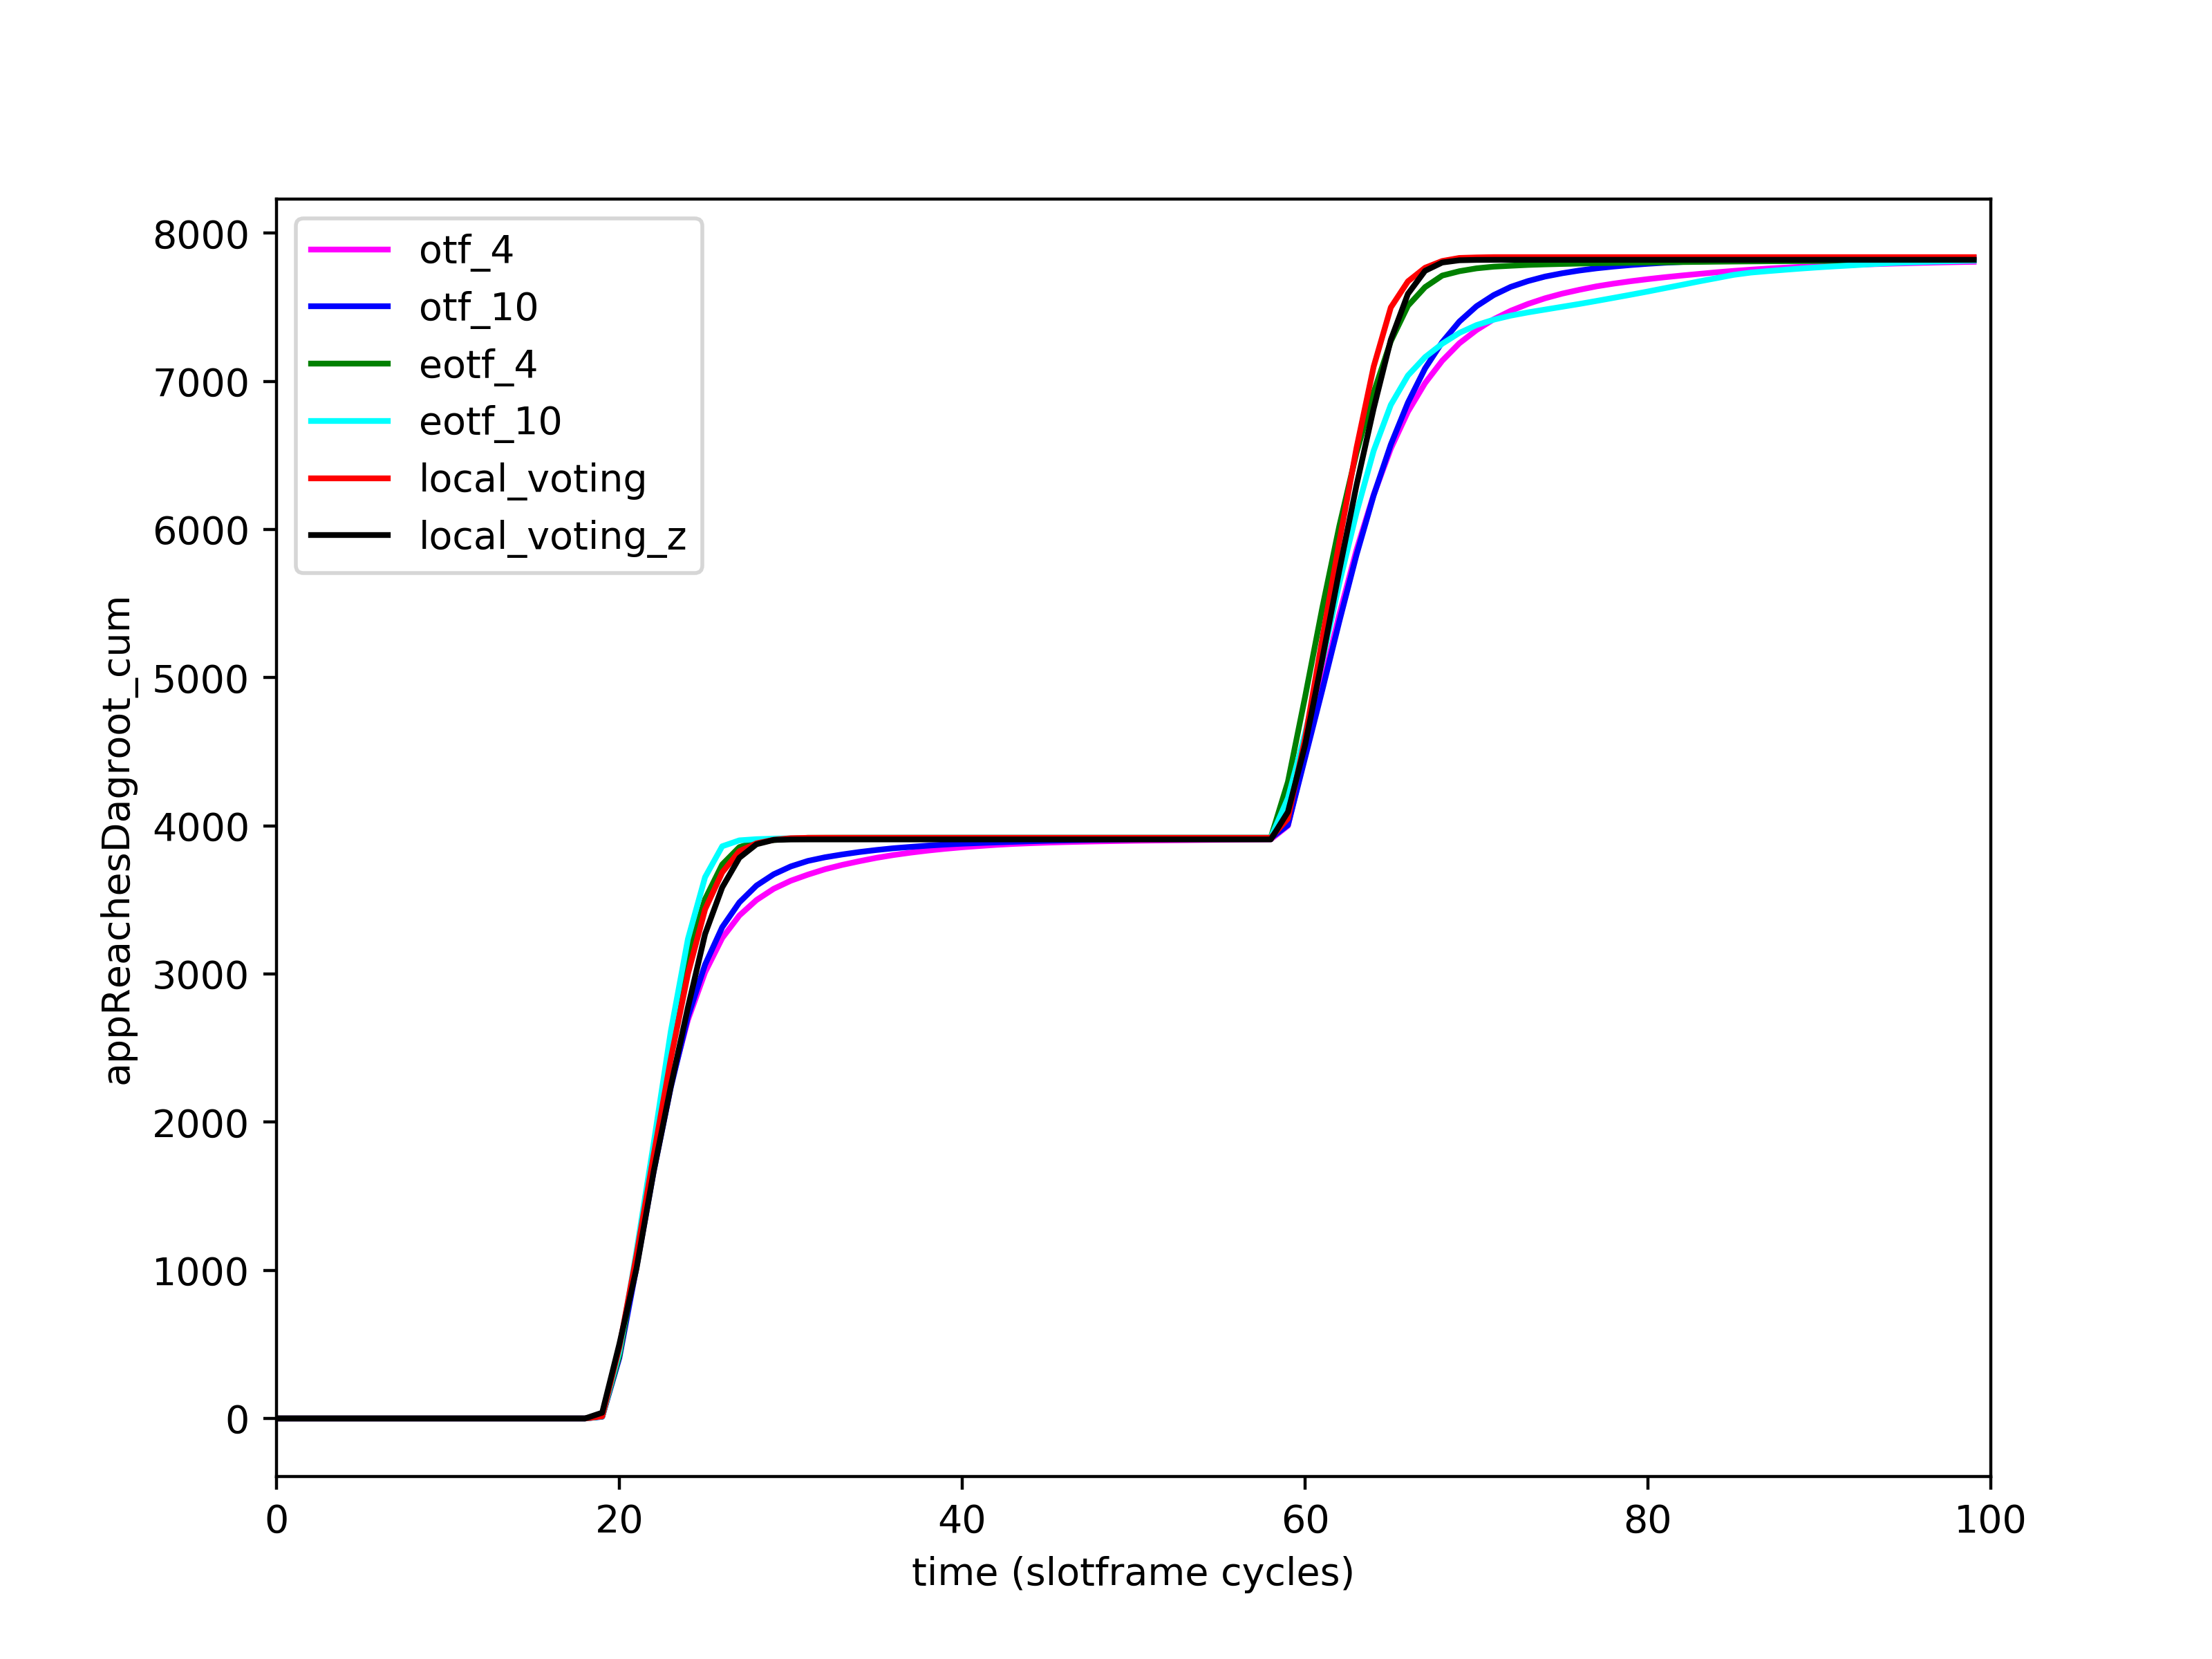 otf_4
otf_10
eotf_4
eotf_10
local_voting
local_voting_z
appReachesDagroot_cum
8000
7000
6000
5000
4000
3000
2000
1000
0
0 20 40 60 80 100
time (slotframe cycles)